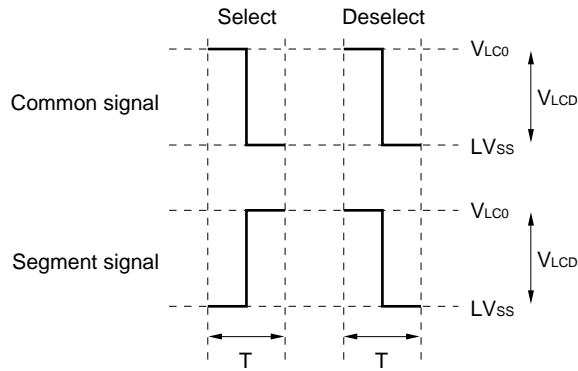 Select Deselect
VLC0
Common signal VLCD
LVSS
VLC0
Segment signal VLCD
LVSS
T T